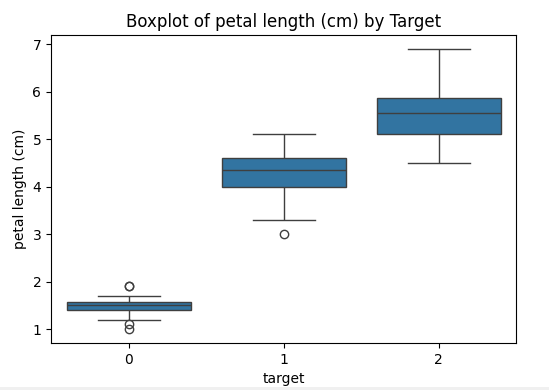 Boxplot of petal length (cm) by Target
7
6
5
4
3
2
1
petal length (cm)
0 1 2
target